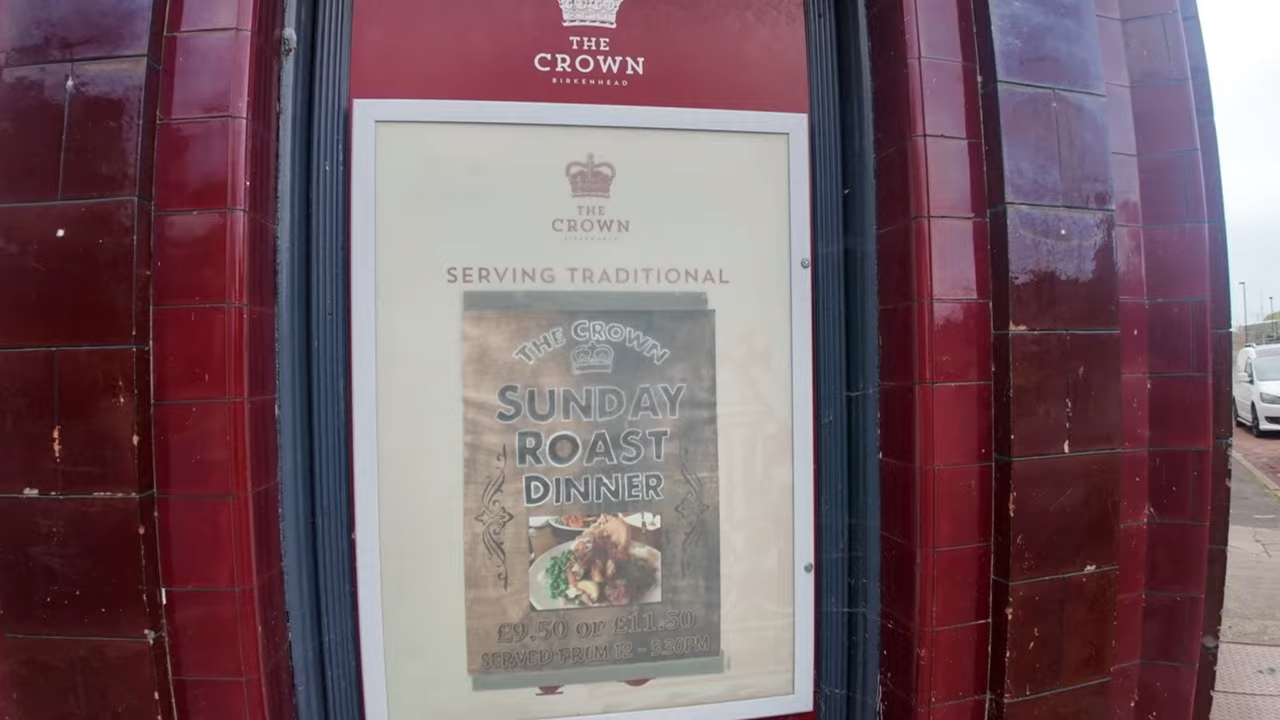 THE
CROWN
BIRKENHEAD
THE
CROWN
BIRKENHEAD
SERVING TRADITIONAL
THE CROWN
SUNDAY
ROAST
DINNER
£9.50 or £11.50
SERVED FROM 12 - 3.30PM